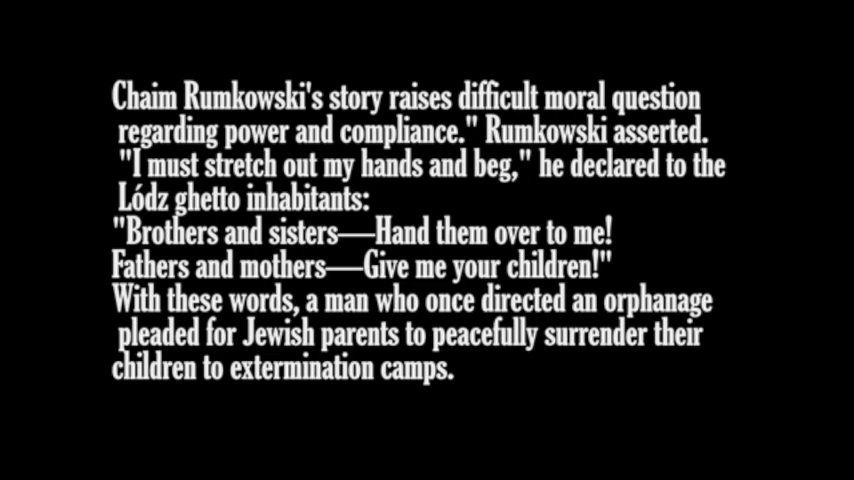 Chaim Rumkowski's story raises difficult moral question
regarding power and compliance." Rumkowski asserted.
"I must stretch out my hands and beg," he declared to the
Lódz ghetto inhabitants:
"Brothers and sisters—Hand them over to me!
Fathers and mothers—Give me your children!"
With these words, a man who once directed an orphanage
pleaded for Jewish parents to peacefully surrender their
children to extermination camps.